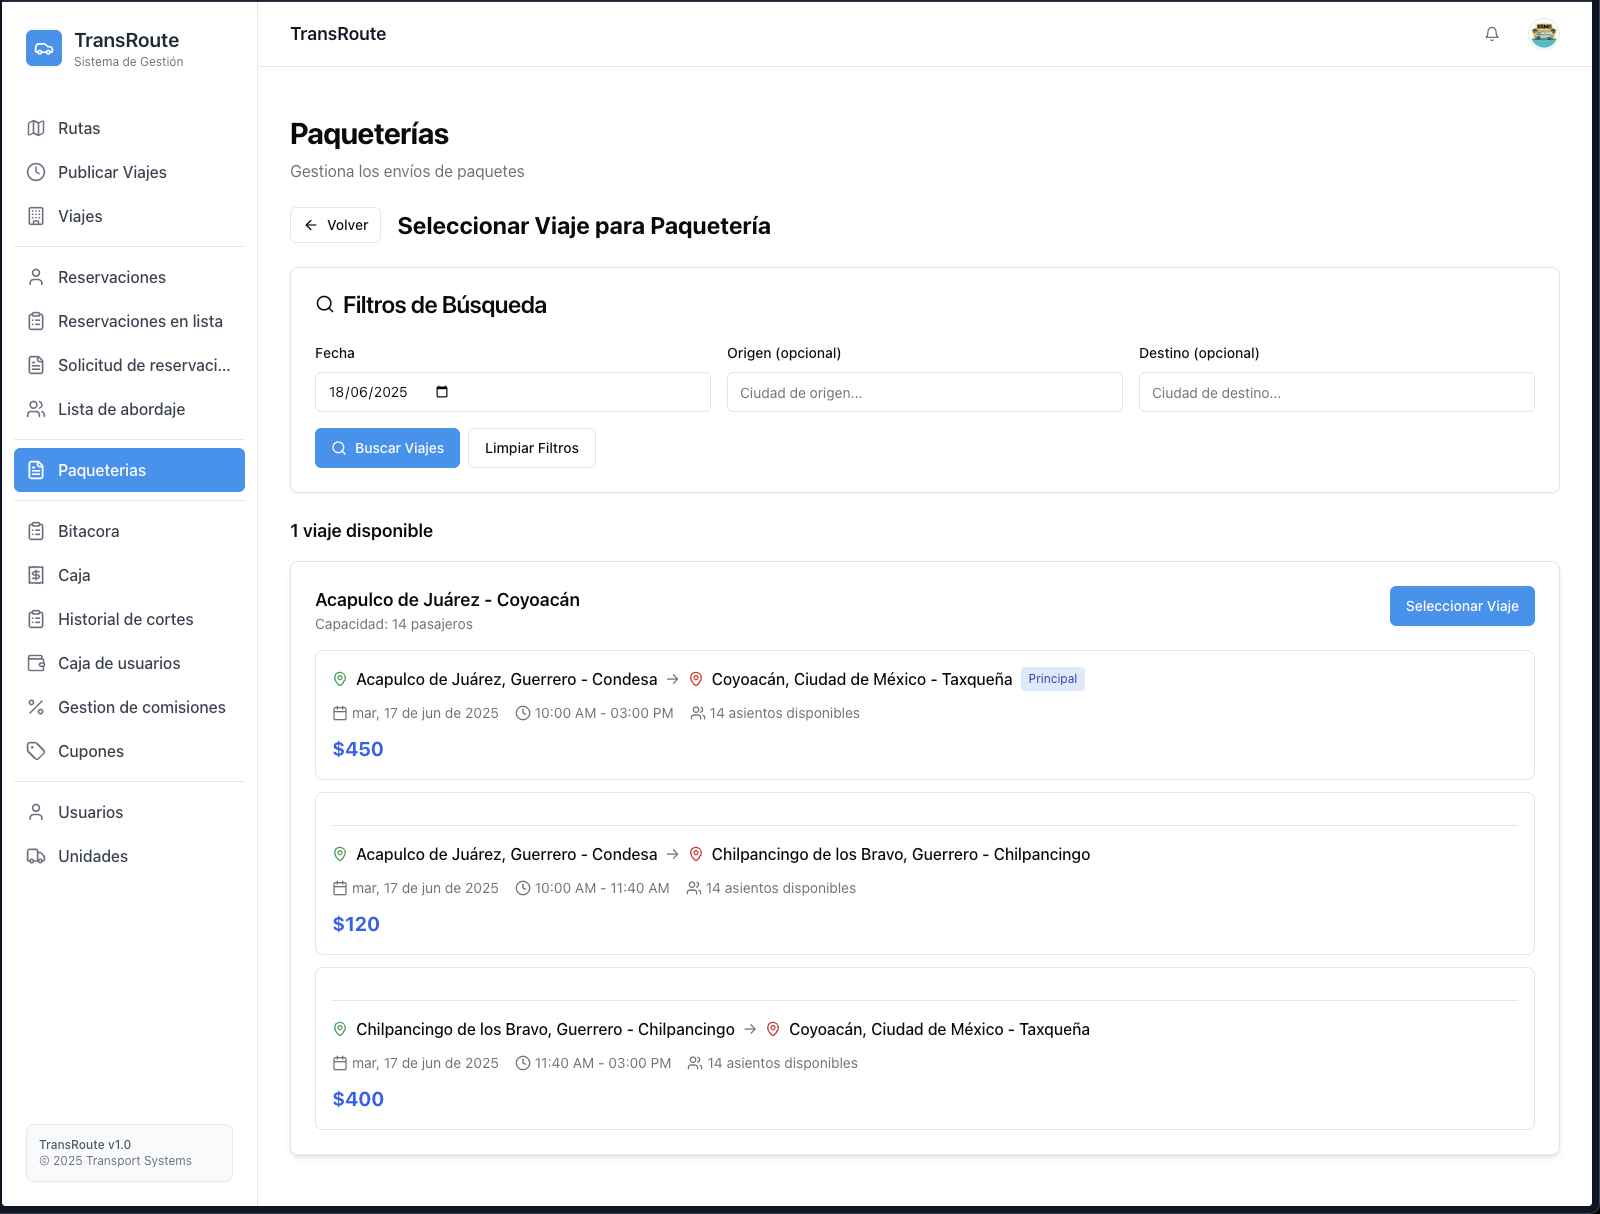 TransRoute
Sistema de Gestión
Rutas
Publicar Viajes
Viajes
Reservaciones
Reservaciones en lista
Solicitud de reservaci...
Lista de abordaje
Paqueterias
Bitacora
Caja
Historial de cortes
Caja de usuarios
Gestion de comisiones
Cupones
Usuarios
Unidades
TransRoute v1.0
© 2025 Transport Systems
TransRoute
Paqueterías
Gestiona los envíos de paquetes
Volver
Seleccionar Viaje para Paquetería
Filtros de Búsqueda
Fecha
18/06/2025
Origen (opcional)
Ciudad de origen...
Destino (opcional)
Ciudad de destino...
Buscar Viajes
Limpiar Filtros
1 viaje disponible
Acapulco de Juárez - Coyoacán
Capacidad: 14 pasajeros
Seleccionar Viaje
Acapulco de Juárez, Guerrero - Condesa → Coyoacán, Ciudad de México - Taxqueña Principal
mar, 17 de jun de 2025 10:00 AM - 03:00 PM 14 asientos disponibles
$450
Acapulco de Juárez, Guerrero - Condesa → Chilpancingo de los Bravo, Guerrero - Chilpancingo
mar, 17 de jun de 2025 10:00 AM - 11:40 AM 14 asientos disponibles
$120
Chilpancingo de los Bravo, Guerrero - Chilpancingo → Coyoacán, Ciudad de México - Taxqueña
mar, 17 de jun de 2025 11:40 AM - 03:00 PM 14 asientos disponibles
$400